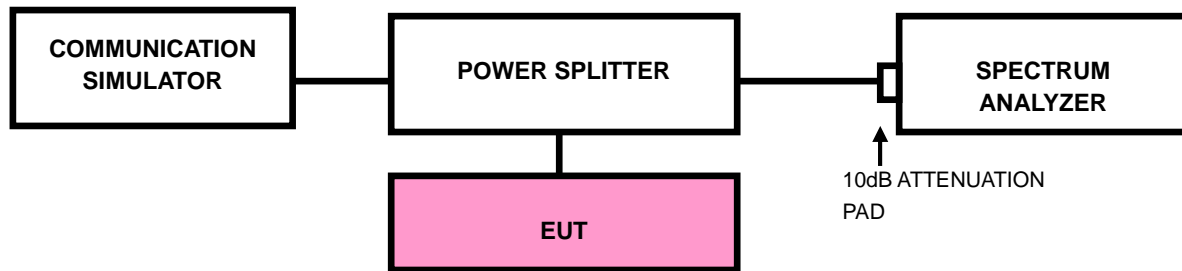 COMMUNICATION
SIMULATOR
POWER SPLITTER
SPECTRUM
ANALYZER
10dB ATTENUATION
PAD
EUT